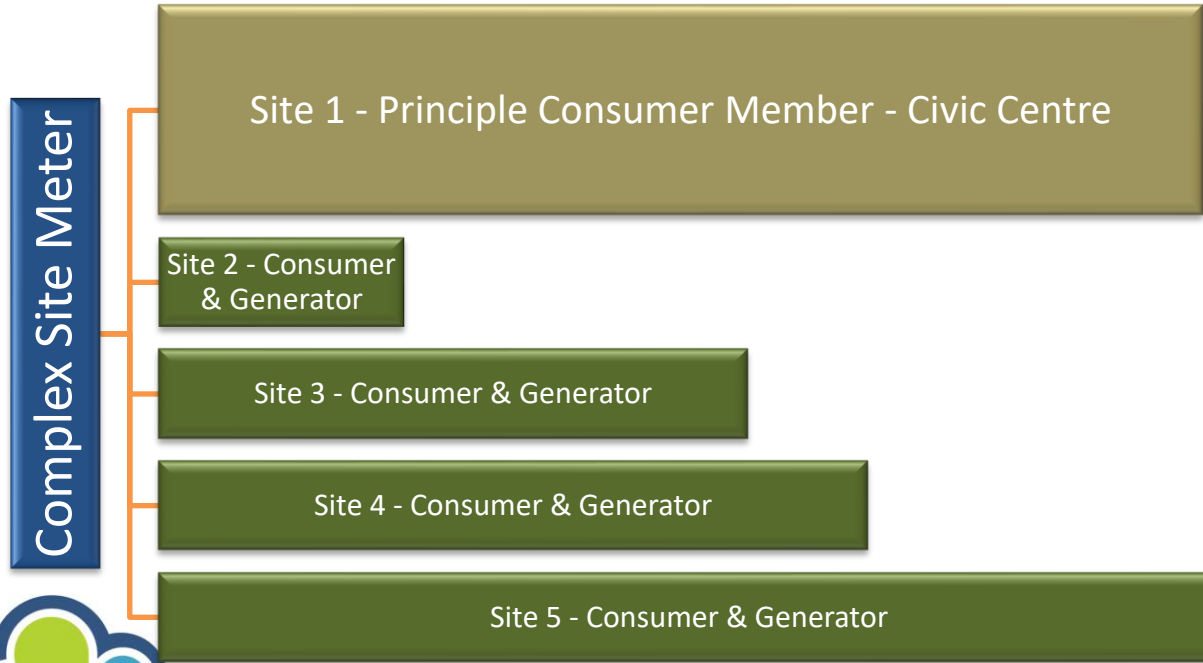 Complex Site Meter
Site 1 - Principle Consumer Member - Civic Centre
Site 2 - Consumer
& Generator
Site 3 - Consumer & Generator
Site 4 - Consumer & Generator
Site 5 - Consumer & Generator